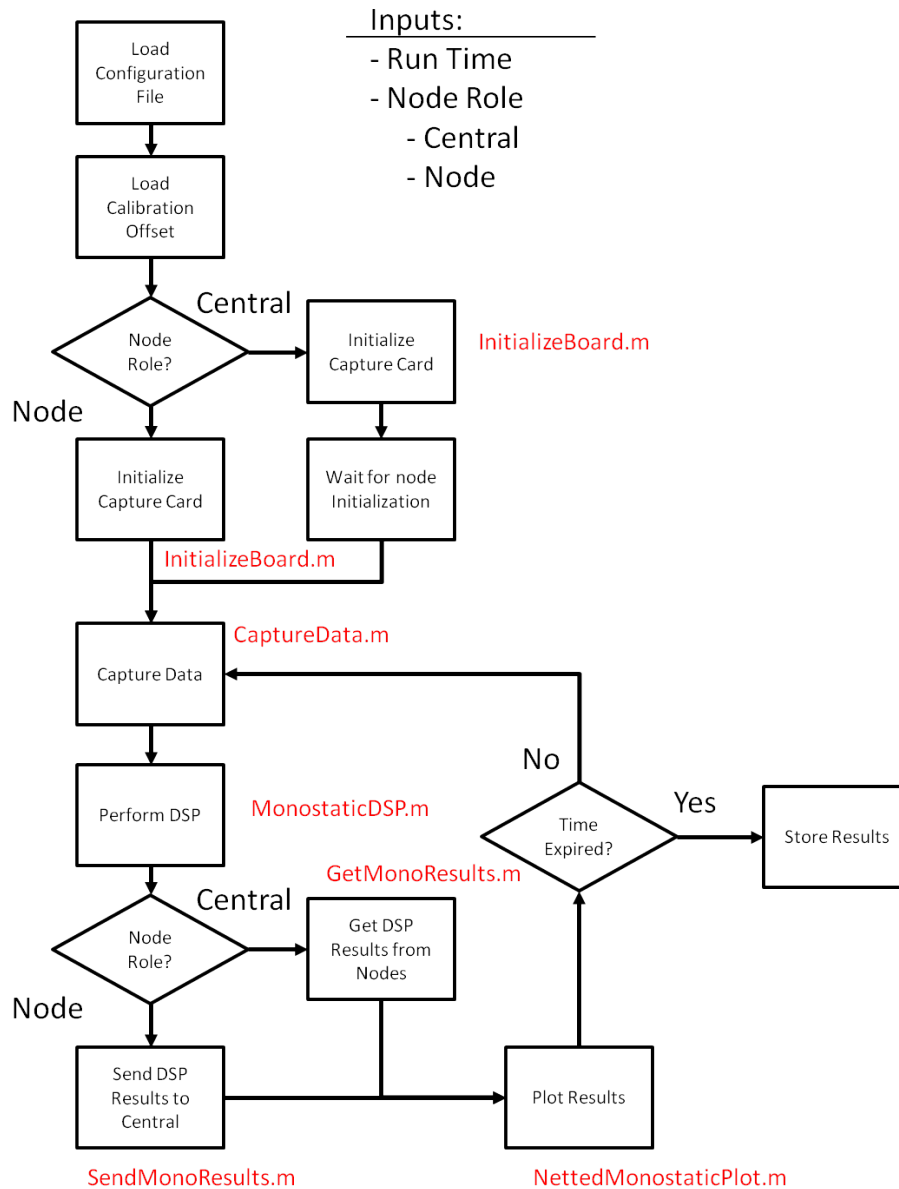 Inputs:
- Run Time
- Node Role
- Central
- Node
Load
Configuration
File
Load
Calibration
Offset
Node
Role?
Central
Node
Initialize
Capture Card
InitializeBoard.m
Initialize
Capture Card
Wait for node
Initialization
InitializeBoard.m
Capture Data
CaptureData.m
Perform DSP
MonostaticDSP.m
Node
Role?
Central
Node
GetMonoResults.m
Get DSP
Results from
Nodes
Send DSP
Results to
Central
SendMonoResults.m
Plot Results
NettedMonostaticPlot.m
Time
Expired?
No
Yes
Store Results